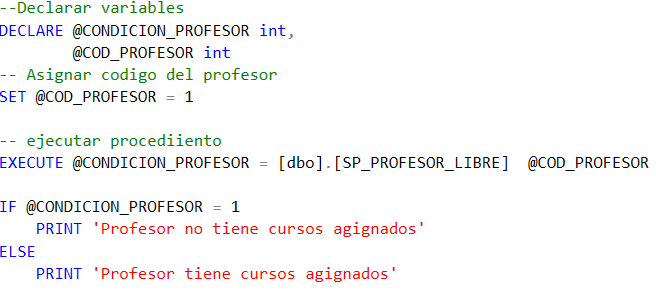 --Declarar variables
DECLARE @CONDICION_PROFESOR int,
@COD_PROFESOR int
-- Asignar codigo del profesor
SET @COD_PROFESOR = 1
-- ejecutar procediiento
EXECUTE @CONDICION_PROFESOR = [dbo].[SP_PROFESOR_LIBRE] @COD_PROFESOR
IF @CONDICION_PROFESOR = 1
PRINT 'Profesor no tiene cursos agignados'
ELSE
PRINT 'Profesor tiene cursos agignados'